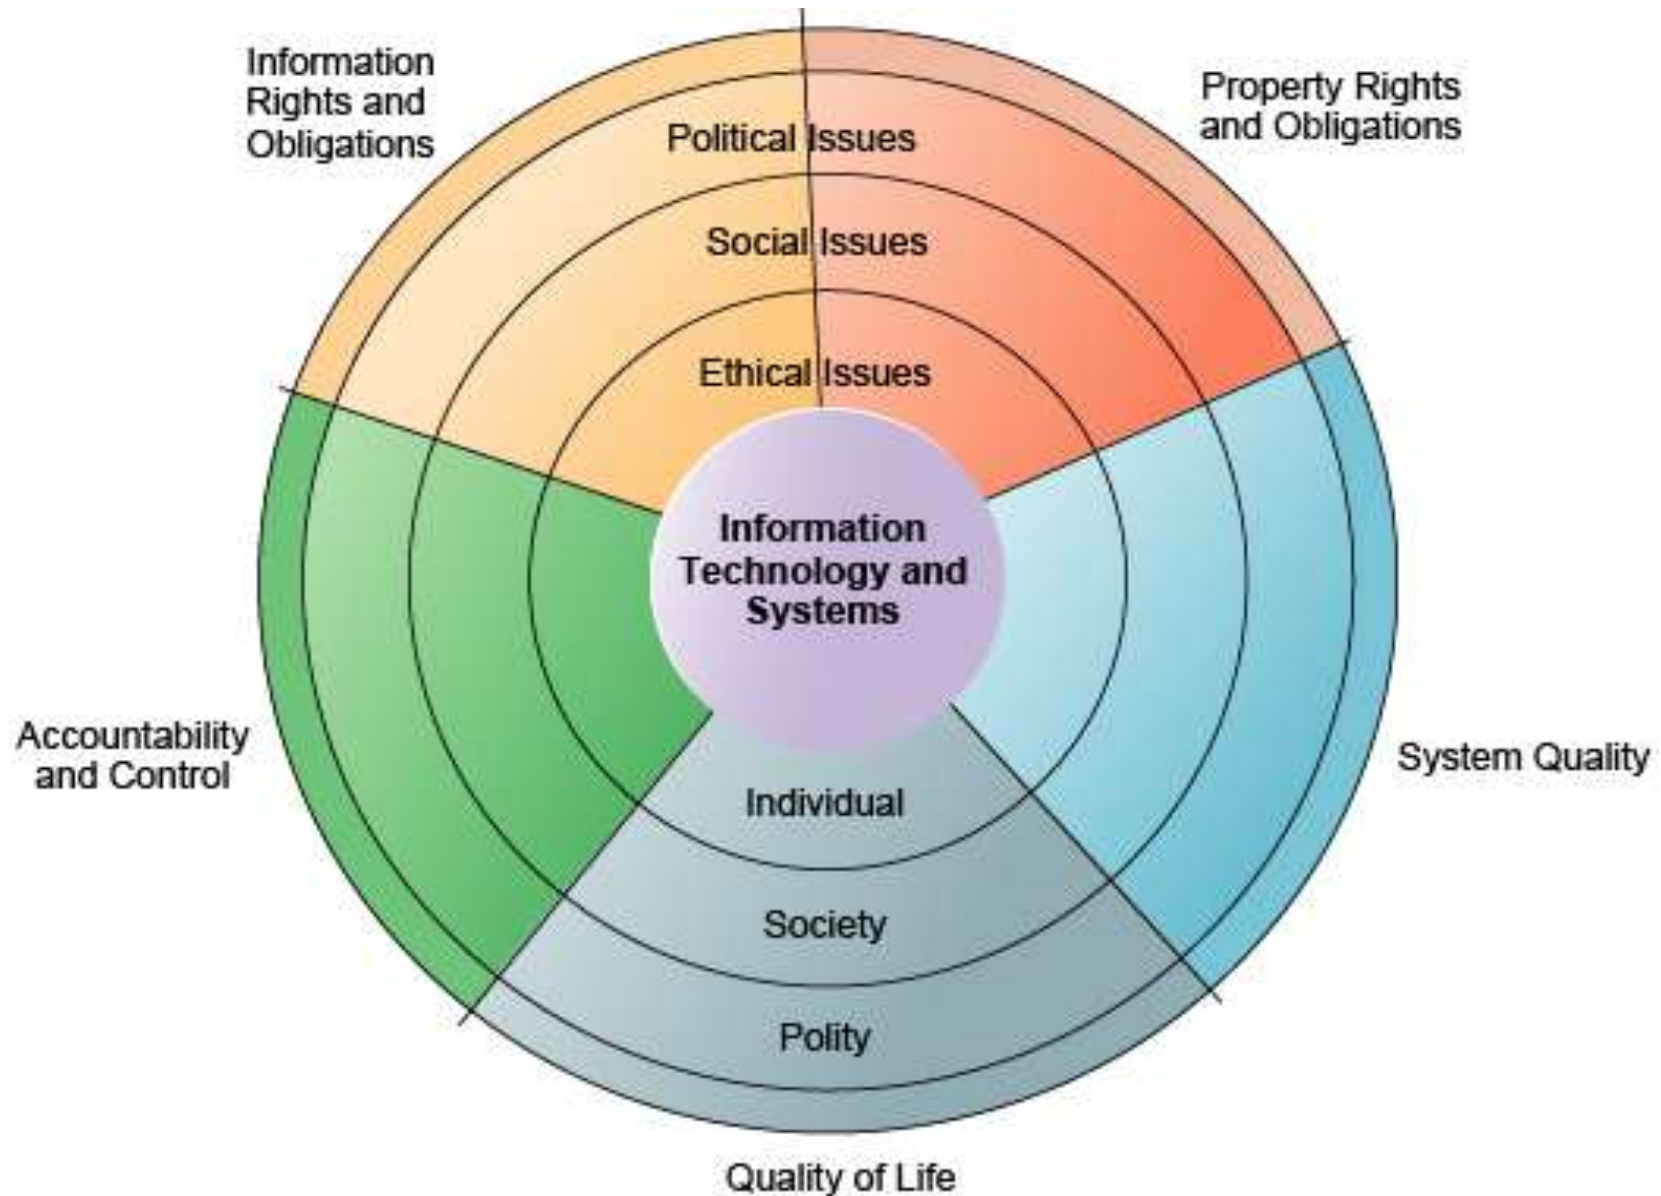 Information
Rights and
Obligations
Property Rights
and Obligations
Political Issues
Social Issues
Ethical Issues
Information
Technology and
Systems
Accountability
and Control
System Quality
Individual
Society
Polity
Quality of Life